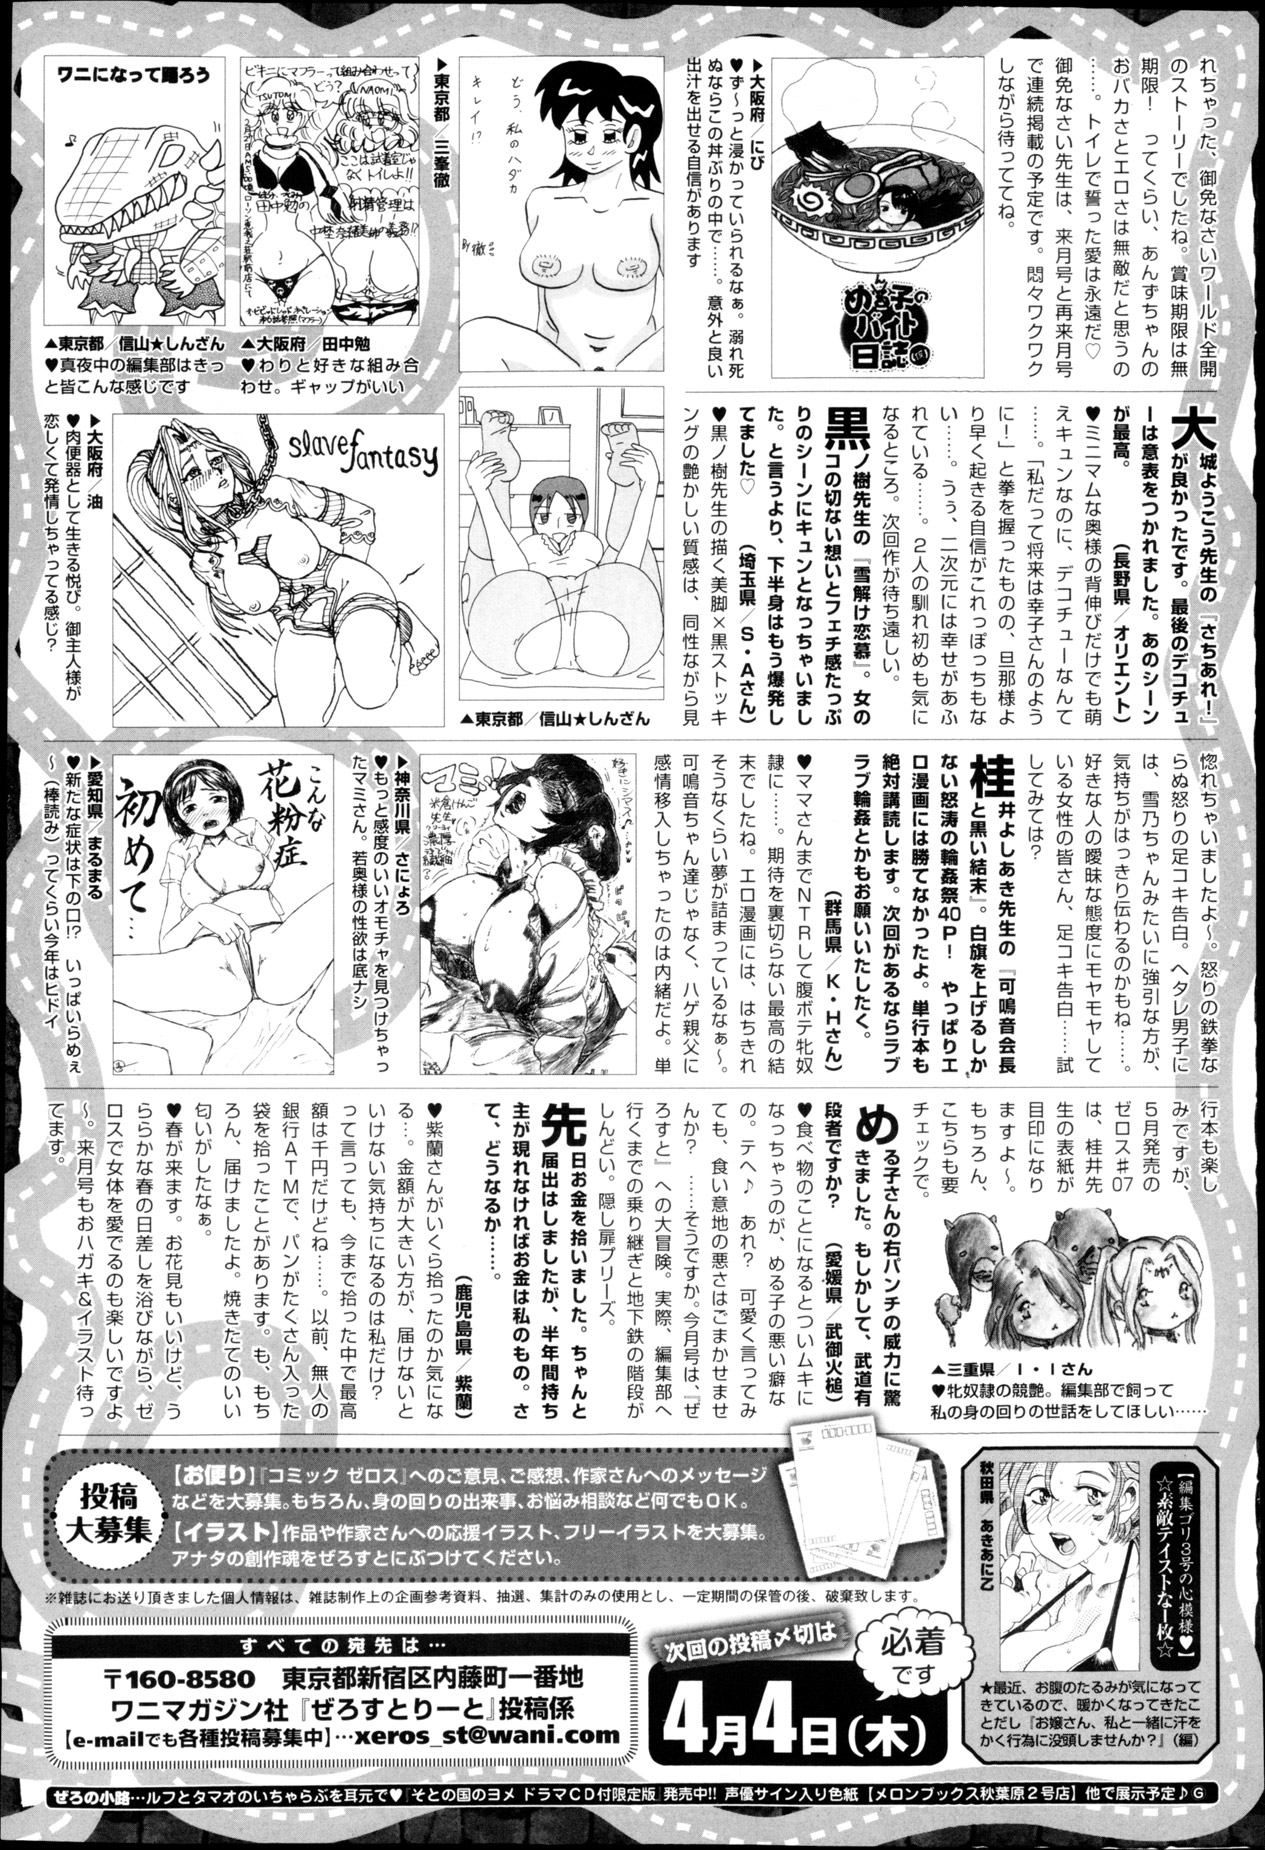 れちゃった、御免なさいワールド全開
のストーリーでしたね。賞味期限は無
期限！　ってくらい、あんずちゃんの
おバカさとエロさは無敵だと思うの
……。トイレで誓った愛は永遠だ♡
御免なさい先生は、来月号と再来月号
で連続掲載の予定です。悶々ワクワク
しながら待っててね。
める子の
バイト
日誌
(仮)
▶大阪府／にび
♥ず〜っと浸かっていられるなぁ。溺れ死
ぬならこの丼ぶりの中で……。意外と良い
出汁を出せる自信があります
どう、私のハダカ
キレイ!?
By 徹
▶東京都／三峯徹
ビキニにマフラーって組み合わせって
どう？
TSUTOMI
NAOMI
ここは試着室じゃ
なくトイレよ!!
田中勉の
射精管理は
▲大阪府／田中勉
♥わりと好きな組み合
わせ。ギャップがいい
ワニになって踊ろう
▲東京都／信山★しんざん
♥真夜中の編集部はきっ
と皆こんな感じです
大城ようこう先生の『さちあれ！』
が良かったです。最後のデコチュ
ーは意表をつかれました。あのシーン
が最高。　（長野県／オリエント）
♥ミニマムな奥様の背伸びだけでも萌
えキュンなのに、デコチューなんて
……。「私だって将来は幸子さんのよう
に！」と拳を握ったものの、旦那様よ
り早く起きる自信がこれっぽっちもな
い……。うぅ、二次元には幸せがあふ
れている……。２人の馴れ初めも気に
なるところ。次回作が待ち遠しい。
黒ノ樹先生の『雪解け恋慕』。女の
コの切ない想いとフェチ感たっぷ
りのシーンにキュンとなっちゃいまし
た。と言うより、下半身はもう爆発し
てました♡　（埼玉県／Ｓ・Ａさん）
♥黒ノ樹先生の描く美脚×黒ストッキ
ングの艶かしい質感は、同性ながら見
▲東京都／信山★しんざん
slave fantasy
▶大阪府／油
♥肉便器として生きる悦び。御主人様が
恋しくて発情しちゃってる感じ？
惚れちゃいましたよ〜。怒りの鉄拳な
らぬ怒りの足コキ告白。ヘタレ男子に
は、雪乃ちゃんみたいに強引な方が、
気持ちがはっきり伝わるのかもね……。
好きな人の曖昧な態度にモヤモヤして
いる女性の皆さん、足コキ告白……試
してみては？
桂井よしあき先生の『可鳴音会長
と黒い結末』。白旗を上げるしか
ない怒涛の輪姦祭40Ｐ！　やっぱりエ
ロ漫画には勝てなかったよ。単行本も
絶対講読します。次回があるならラブ
ラブ輪姦とかもお願いいたしたく。
（群馬県／Ｋ・Ｈさん）
♥ママさんまでＮＴＲして腹ボテ牝奴
隷に……。期待を裏切らない最高の結
末でしたね。エロ漫画には、はちきれ
そうなくらい夢が詰まっているなぁ〜。
可鳴音ちゃん達じゃなく、ハゲ親父に
感情移入しちゃったのは内緒だよ。単
▶神奈川県／さにょろ
♥もっと感度のいいオモチャを見つけちゃっ
たマミさん。若奥様の性欲は底ナシ
こんな
花粉症
初めて…
▶愛知県／まるまる
♥新たな症状は下の口!?　いっぱいいらめぇ
〜（棒読み）ってくらい今年はヒドイ
行本も楽し
みですが、
５月発売の
ゼロス＃07
は、桂井先
生の表紙が
目印になり
ますよ〜。
もちろん、
こちらも要
チェックで。
▲三重県／Ｉ・Ｉさん
♥牝奴隷の競艶。編集部で飼って
私の身の回りの世話をしてほしい……
める子さんの右パンチの威力に驚
きました。もしかして、武道有
段者ですか？　（愛媛県／武御火槌）
♥食べ物のことになるとついムキに
なっちゃうのが、める子の悪い癖な
の。テヘ♪　あれ？　可愛く言ってみ
ても、食い意地の悪さはごまかせませ
んか？　……そうですか。今月号は、『ぜ
ろすと』への大冒険。実際、編集部へ
行くまでの乗り継ぎと地下鉄の階段が
しんどい。隠し扉プリーズ。
先日お金を拾いました。ちゃんと
届出はしましたが、半年間持ち
主が現れなければお金は私のもの。さ
て、どうなるか……。
（鹿児島県／紫蘭）
♥紫蘭さんがいくら拾ったのか気にな
る…。金額が大きい方が、届けないと
いけない気持ちになるのは私だけ？
って言っても、今まで拾った中で最高
額は千円だけどね……。以前、無人の
銀行ＡＴＭで、パンがたくさん入った
袋を拾ったことがあります。も、もち
ろん、届けましたよ。焼きたてのいい
匂いがしたなぁ。
♥春が来ます。お花見もいいけど、う
ららかな春の日差しを浴びながら、ゼ
ロスで女体を愛でるのも楽しいですよ
〜。来月号もおハガキ＆イラスト待っ
てます。
投稿
大募集
【お便り】『コミック ゼロス』へのご意見、ご感想、作家さんへのメッセージ
などを大募集。もちろん、身の回りの出来事、お悩み相談など何でもＯＫ。
【イラスト】作品や作家さんへの応援イラスト、フリーイラストを大募集。
アナタの創作魂をぜろすとにぶつけてください。
※雑誌にお送り頂きました個人情報は、雑誌制作上の企画参考資料、抽選、集計のみの使用とし、一定期間の保管の後、破棄致します。
【編集ゴリ３号の心模様♥】
☆素敵テイストな一枚☆
秋田県　あきあに乙
★最近、お腹のたるみが気になって
きているので、暖かくなってきたこ
とだし『お嬢さん、私と一緒に汗を
かく行為に没頭しませんか？』（編）
すべての宛先は…
〒160-8580　東京都新宿区内藤町一番地
ワニマガジン社『ぜろすとりーと』投稿係
【e-mailでも各種投稿募集中】…xeros_st@wani.com
次回の投稿〆切は
必着
です
4月4日（木）
ぜろの小路…ルフとタマオのいちゃらぶを耳元で♥『そとの国のヨメ ドラマＣＤ付限定版』発売中!! 声優サイン入り色紙【メロンブックス秋葉原２号店】他で展示予定♪Ⓖ